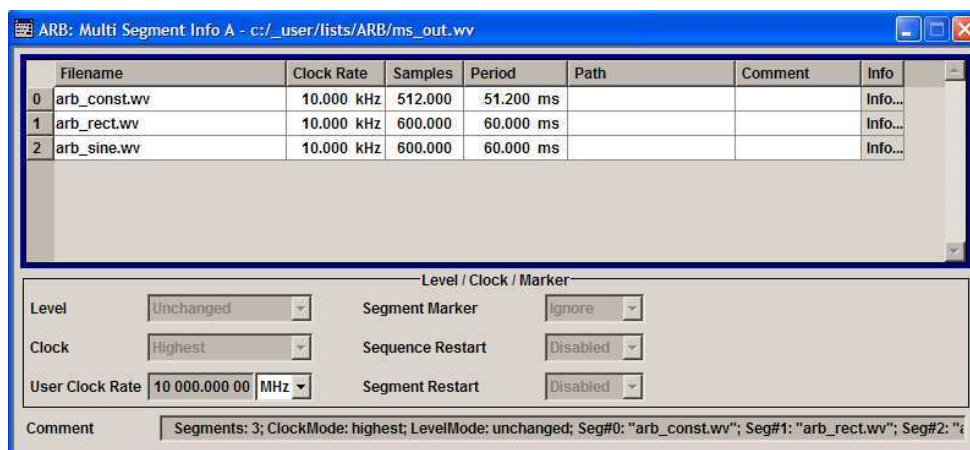 ARB: Multi Segment Info A - c:/_user/lists/ARB/ms_out.wv
Filename Clock Rate Samples Period Path Comment Info
0 arb_const.wv 10.000 kHz 512.000 51.200 ms Info...
1 arb_rect.wv 10.000 kHz 600.000 60.000 ms Info...
2 arb_sine.wv 10.000 kHz 600.000 60.000 ms Info...
Level / Clock / Marker
Level Unchanged Segment Marker Ignore
Clock Highest Sequence Restart Disabled
User Clock Rate 10 000.000 00 MHz Segment Restart Disabled
Comment Segments: 3; ClockMode: highest; LevelMode: unchanged; Seg#0: "arb_const.wv"; Seg#1: "arb_rect.wv"; Seg#2: "a